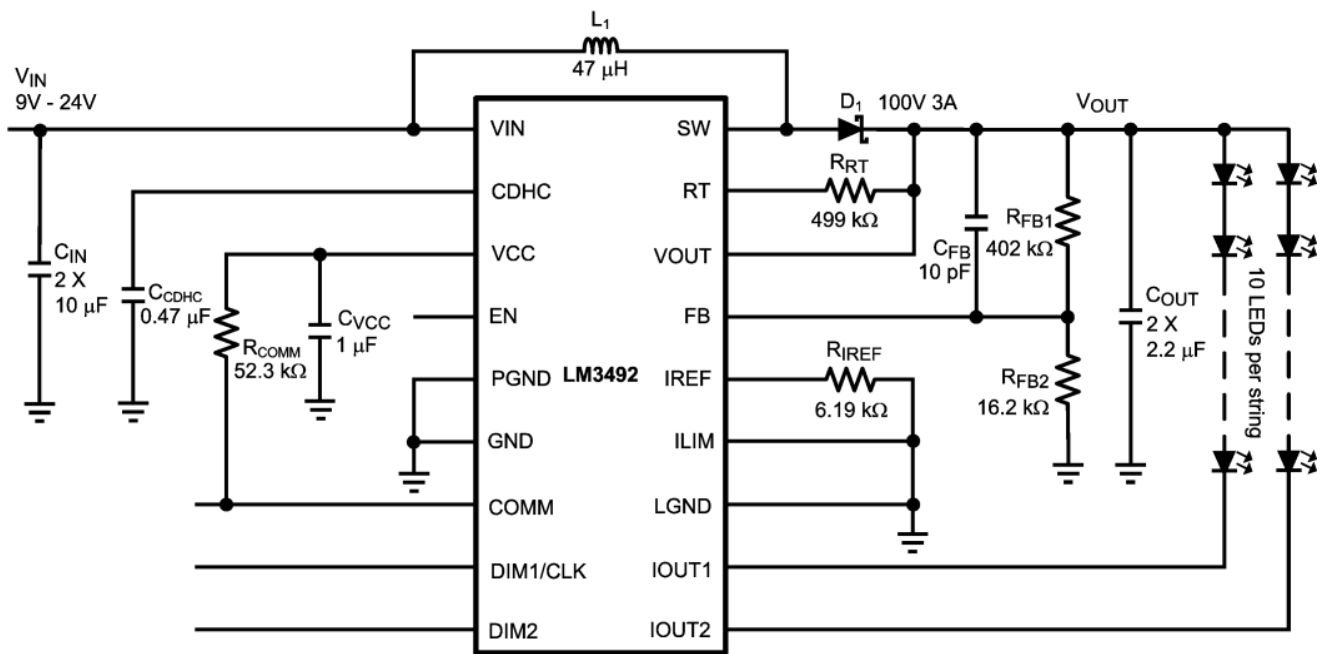 L1
47 µH
VIN
9V - 24V
D1
100V 3A
VOUT
VIN
SW
RRT
CDHC
RT
499 kΩ
CIN
2 X
10 µF
CCDHC
0.47 µF
VCC
VOUT
CFB
10 pF
RFB1
402 kΩ
RCOMM
52.3 kΩ
CVCC
1 µF
EN
FB
COUT
2 X
2.2 µF
10 LEDs per string
LM3492
PGND
IREF
RIREF
6.19 kΩ
RFB2
16.2 kΩ
GND
ILIM
COMM
LGND
DIM1/CLK
IOUT1
DIM2
IOUT2